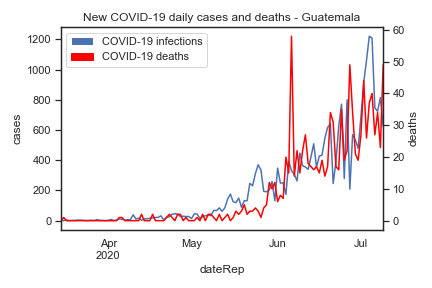 New COVID-19 daily cases and deaths - Guatemala
COVID-19 infections
COVID-19 deaths
1200
1000
800
600
400
200
0
cases
60
50
40
30
20
10
0
deaths
Apr
2020
May
Jun
Jul
dateRep